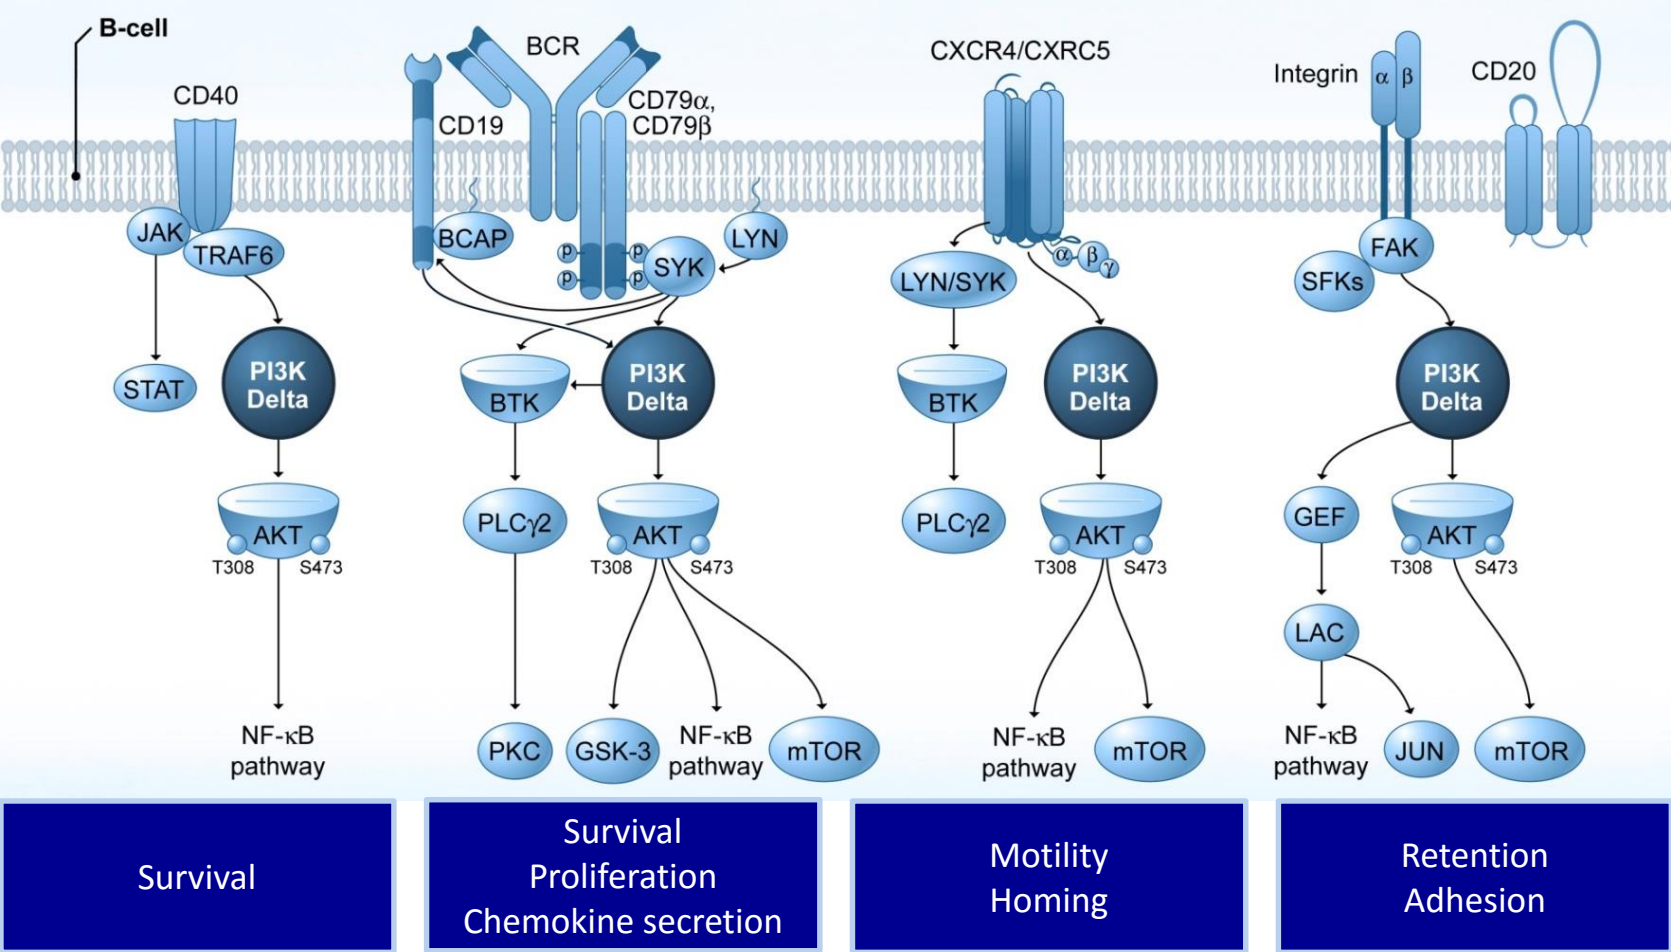 B-cell
CD40
JAK
TRAF6
STAT
PI3K
Delta
AKT
T308
S473
NF-κB
pathway
BCR
CD19
CD79α,
CD79β
BCAP
LYN
SYK
p
p
p
p
BTK
PI3K
Delta
PLCγ2
AKT
T308
S473
PKC
GSK-3
NF-κB
pathway
mTOR
CXCR4/CXRC5
α
β
γ
LYN/SYK
BTK
PI3K
Delta
PLCγ2
AKT
T308
S473
NF-κB
pathway
mTOR
Integrin
α
β
CD20
FAK
SFKs
PI3K
Delta
GEF
AKT
T308
S473
LAC
NF-κB
pathway
JUN
mTOR
Survival
Survival
Proliferation
Chemokine secretion
Motility
Homing
Retention
Adhesion